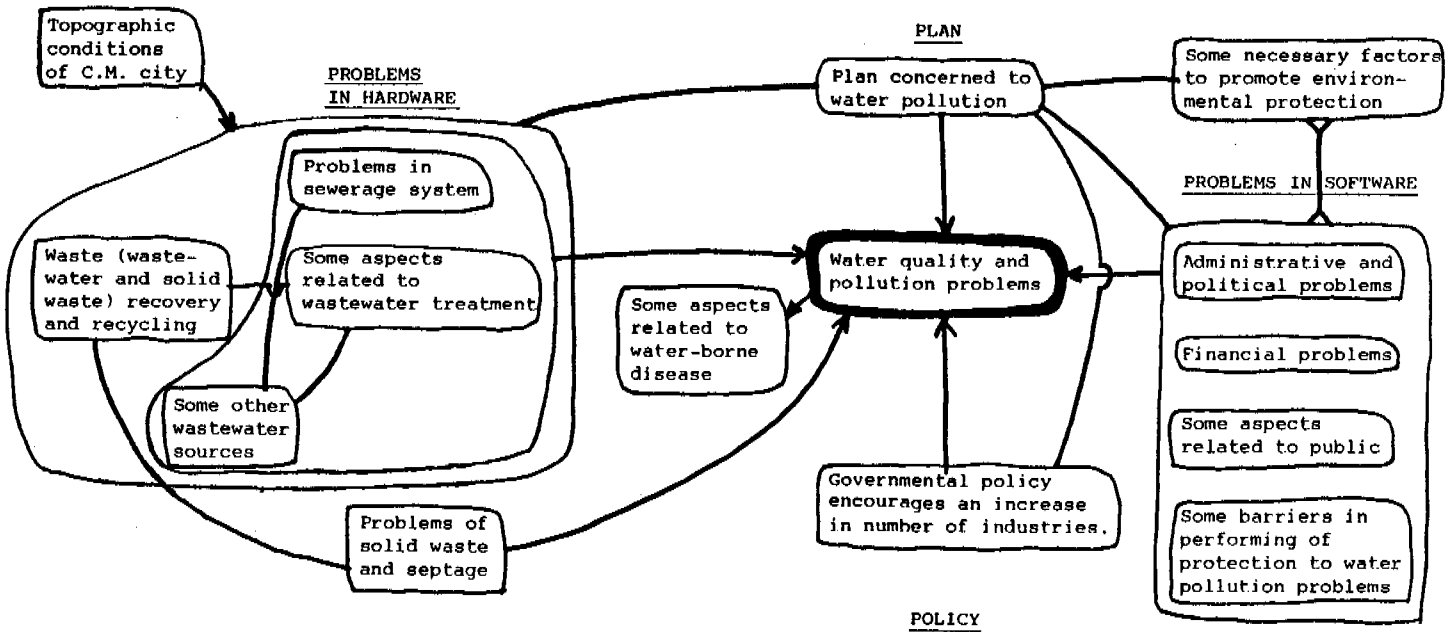 Topographic
conditions
of C.M. city
PROBLEMS
IN HARDWARE
PLAN
Plan concerned to
water pollution
Some necessary factors
to promote environ-
mental protection
Problems in
sewerage system
PROBLEMS IN SOFTWARE
Waste (waste-
water and solid
waste) recovery
and recycling
Some aspects
related to
wastewater treatment
Water quality and
pollution problems
Administrative and
political problems
Some aspects
related to
water-borne
disease
Financial problems
Some other
wastewater
sources
Some aspects
related to public
Governmental policy
encourages an increase
in number of industries.
Problems of
solid waste
and septage
Some barriers in
performing of
protection to water
pollution problems
POLICY